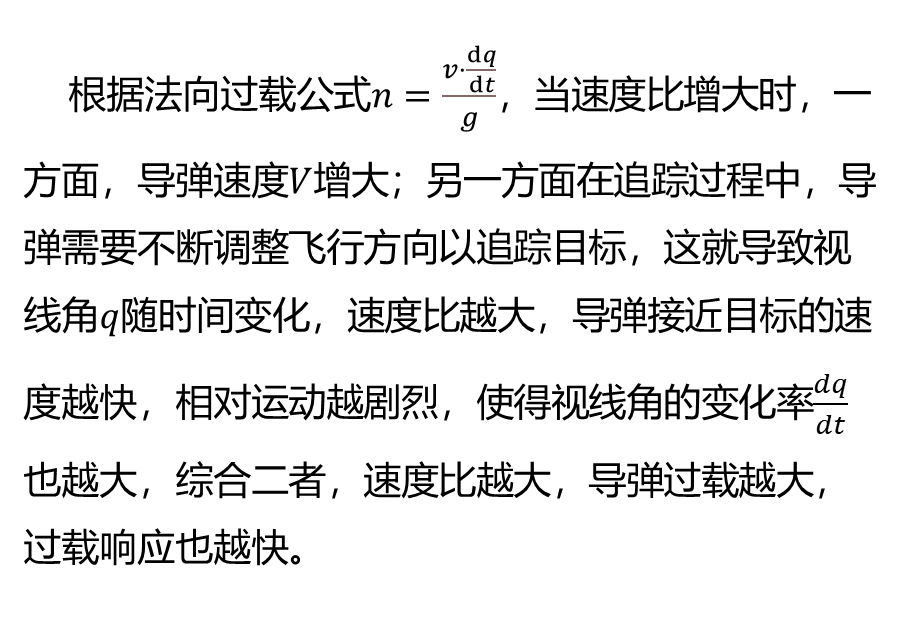 根据法向过载公式n = \frac{v·\frac{dq}{dt}}{g}，当速度比增大时，一
方面，导弹速度V增大；另一方面在追踪过程中，导
弹需要不断调整飞行方向以追踪目标，这就导致视
线角q随时间变化，速度比越大，导弹接近目标的速
度越快，相对运动越剧烈，使得视线角的变化率\frac{dq}{dt}
也越大，综合二者，速度比越大，导弹过载越大，
过载响应也越快。